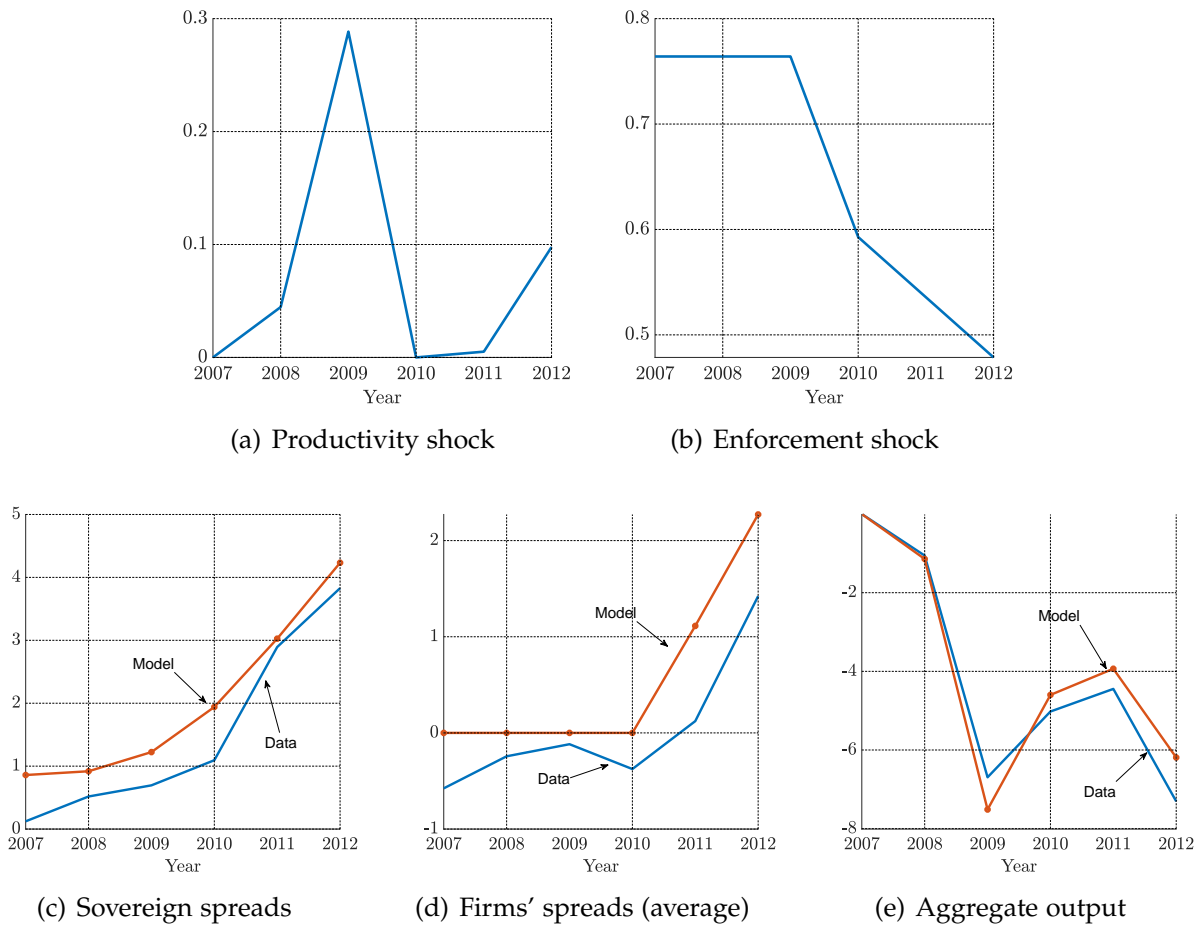 0.3
0.2
0.1
0
2007 2008 2009 2010 2011 2012
Year
(a) Productivity shock
0.8
0.7
0.6
0.5
2007 2008 2009 2010 2011 2012
Year
(b) Enforcement shock
5
4
3
2
1
0
Model
Data
2007 2008 2009 2010 2011 2012
Year
(c) Sovereign spreads
2
1
0
-1
Model
Data
2007 2008 2009 2010 2011 2012
Year
(d) Firms' spreads (average)
-2
-4
-6
-8
Model
Data
2007 2008 2009 2010 2011 2012
Year
(e) Aggregate output